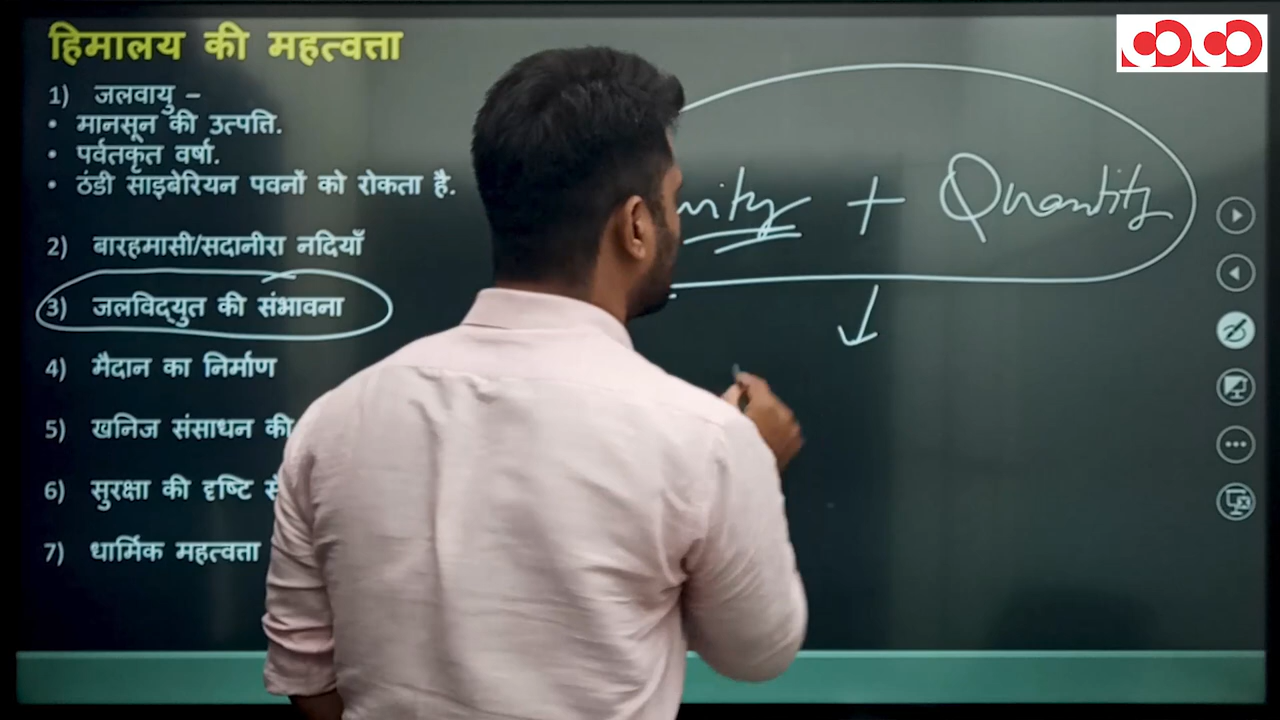 हिमालय की महत्वत्ता
1) जलवायु –
• मानसून की उत्पत्ति.
• पर्वतकृत वर्षा.
• ठंडी साइबेरियन पवनों को रोकता है.
2) बारहमासी/सदानीरा नदियाँ
3) जलविद्युत की संभावना
4) मैदान का निर्माण
5) खनिज संसाधन की
6) सुरक्षा की दृष्टि
7) धार्मिक महत्वत्ता
+ Quantity